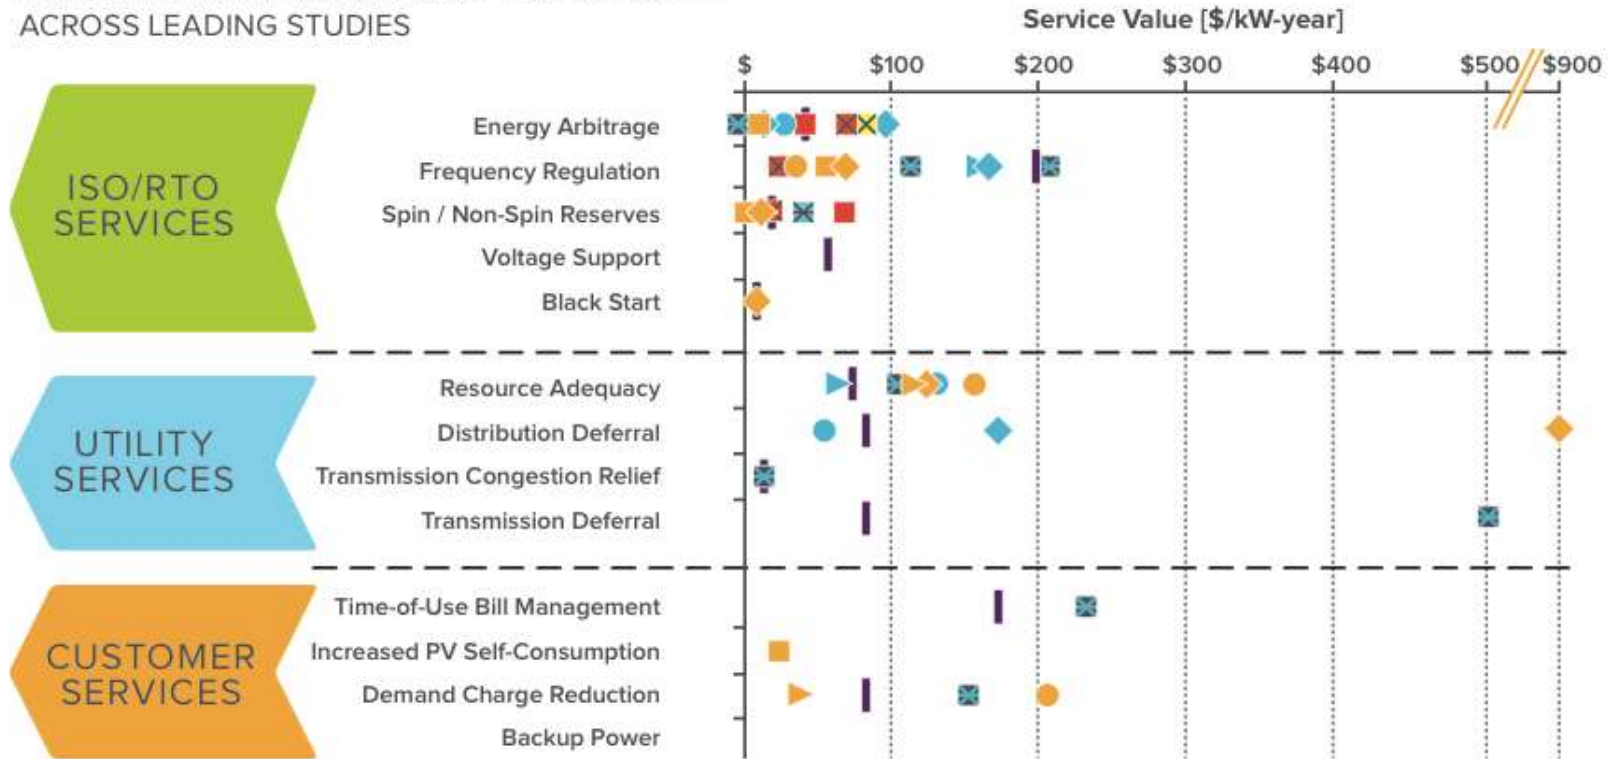 ACROSS LEADING STUDIES
Service Value [$/kW-year]
$ $100 $200 $300 $400 $500 $900
ISO/RTO
SERVICES
Energy Arbitrage
Frequency Regulation
Spin / Non-Spin Reserves
Voltage Support
Black Start
UTILITY
SERVICES
Resource Adequacy
Distribution Deferral
Transmission Congestion Relief
Transmission Deferral
CUSTOMER
SERVICES
Time-of-Use Bill Management
Increased PV Self-Consumption
Demand Charge Reduction
Backup Power